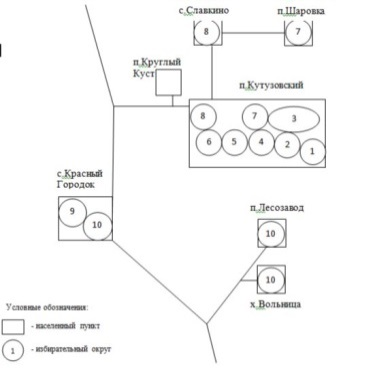 с.Славкино
п.Шаровка
8
7
п.Круглый
Куст
п.Кутузовский
8
7
3
6
5
4
2
1
с.Красный
Городок
9
10
п.Лесозавод
10
10
х.Вольница
Условные обозначения:
- населенный пункт
1
- избирательный округ